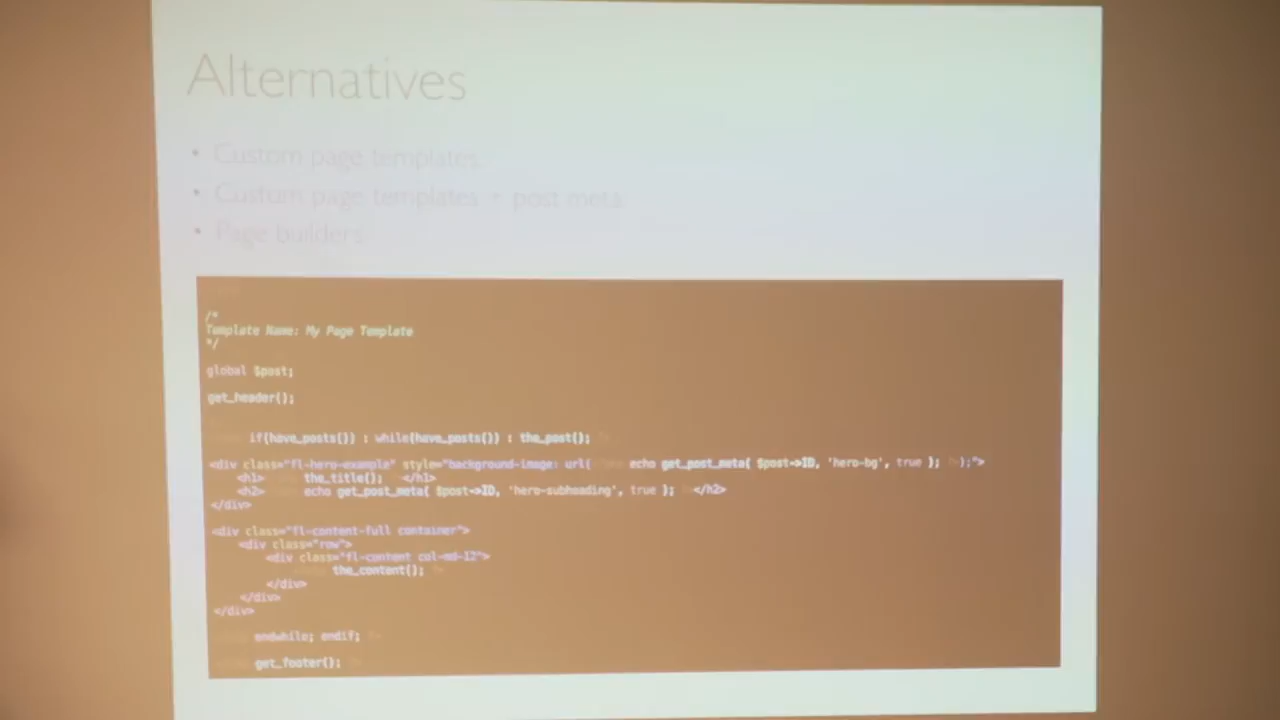 Alternatives
• Custom page templates
• Custom page templates + post meta
• Page builders
/*
Template Name: My Page Template
*/
global $post;
get_header();
if(have_posts()) : while(have_posts()) : the_post(); ?>
<div class="fl-hero-example" style="background-image: url( echo get_post_meta( $post->ID, 'hero-bg', true ); ?>);">
<h1> the_title(); </h1>
<h2> echo get_post_meta( $post->ID, 'hero-subheading', true ); </h2>
</div>
<div class="fl-content-full container">
<div class="row">
<div class="fl-content col-md-12">
the_content(); ?>
</div>
</div>
</div>
endwhile; endif; ?>
get_footer(); ?>